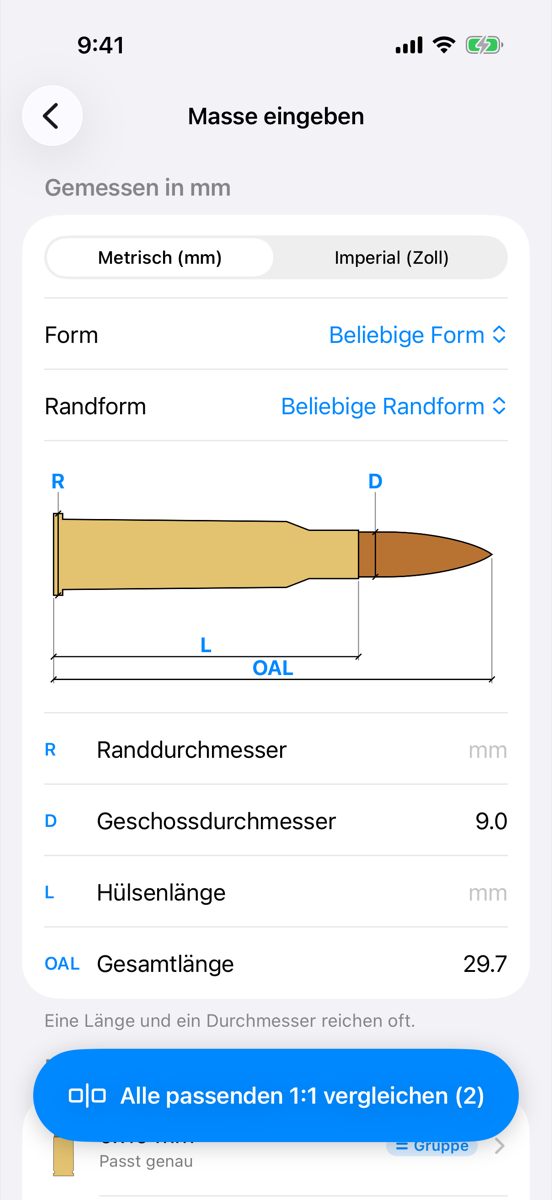 9:41
Masse eingeben
Gemessen in mm
Metrisch (mm) Imperial (Zoll)
Form Beliebige Form
Randform Beliebige Randform
R D
L
OAL
R Randdurchmesser mm
D Geschossdurchmesser 9.0
L Hülsenlänge mm
OAL Gesamtlänge 29.7
Eine Länge und ein Durchmesser reichen oft.
Alle passenden 1:1 vergleichen (2)
= Gruppe
Passt genau